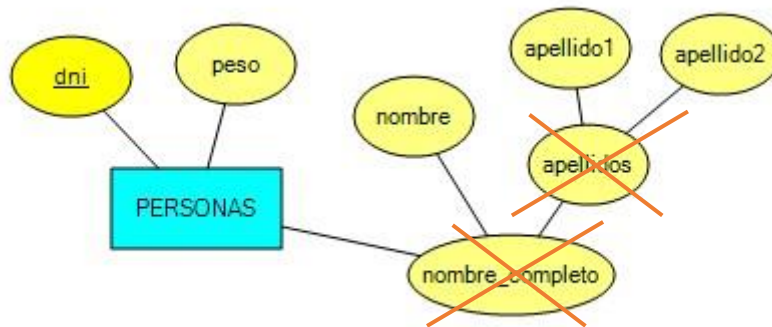 apellido1
apellido2
dni
peso
nombre
apellidos
PERSONAS
nombre_completo